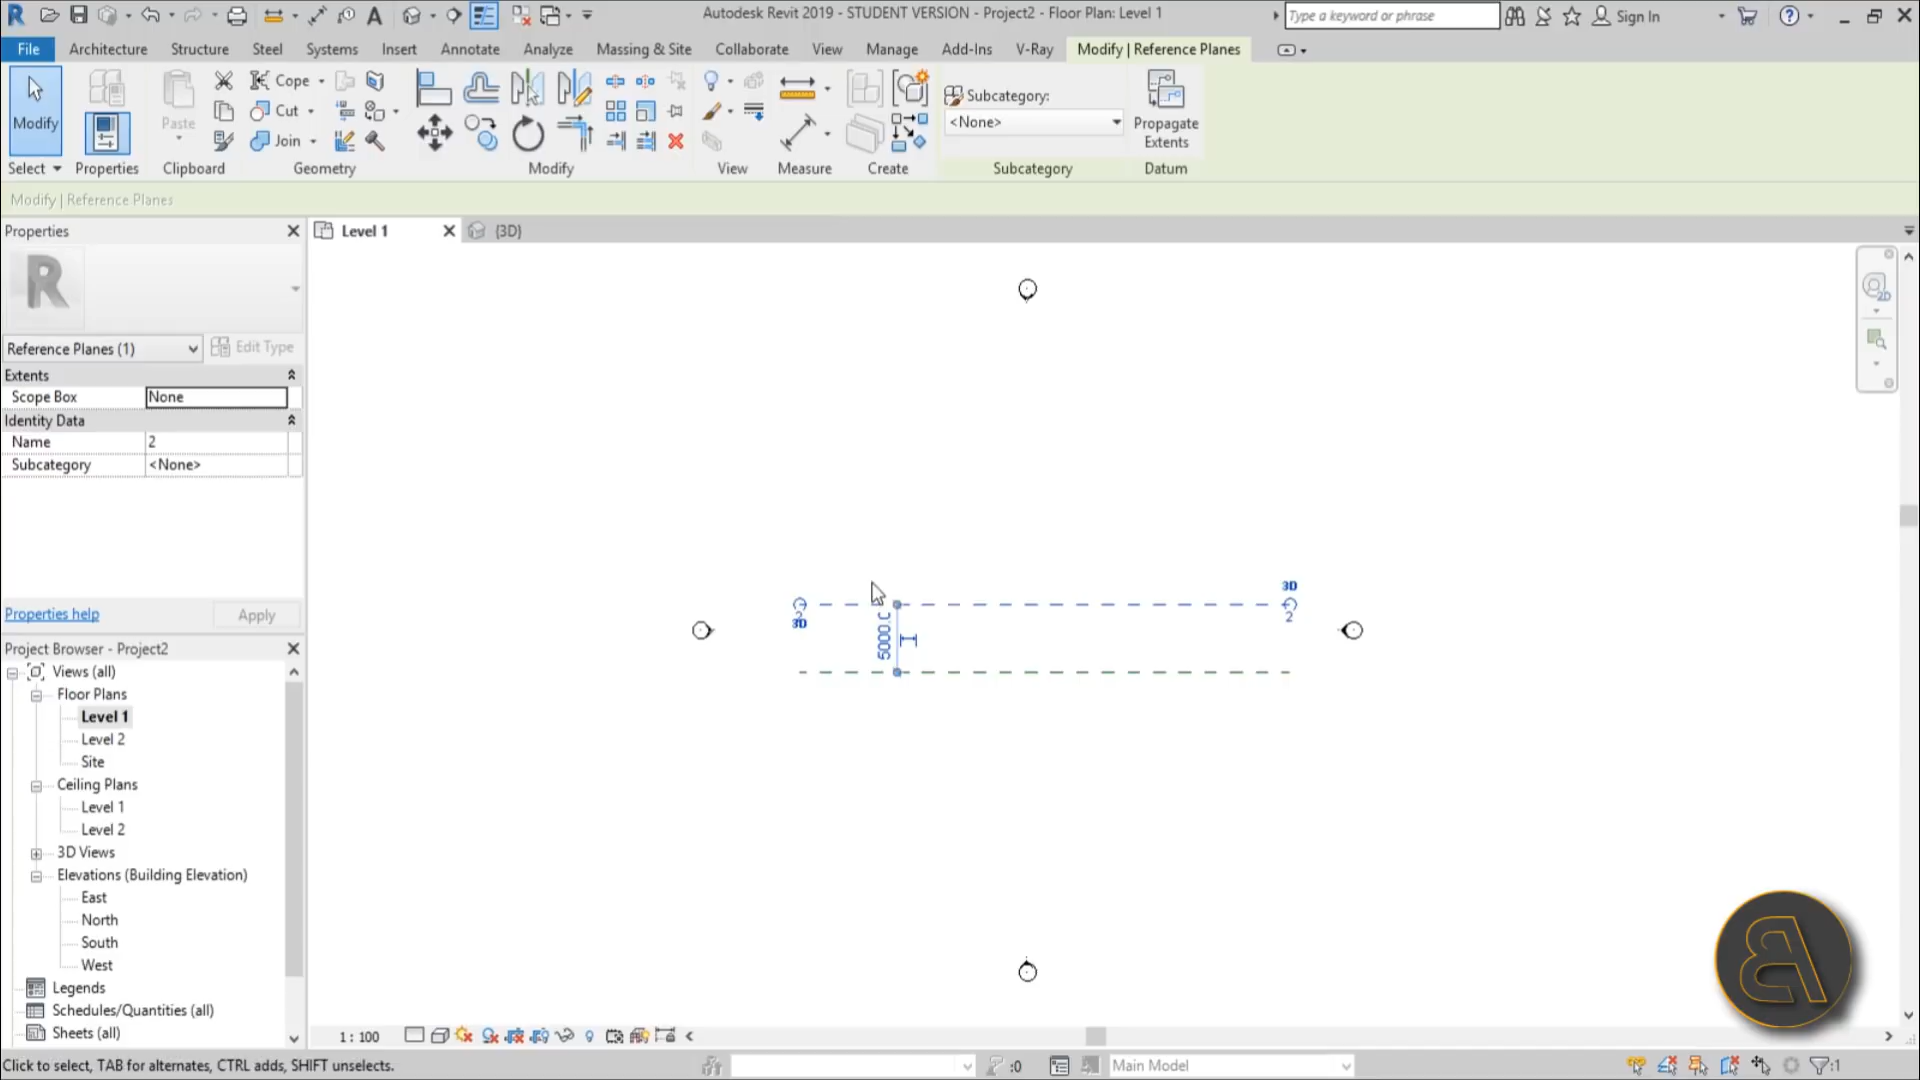 Autodesk Revit 2019 - STUDENT VERSION - Project2 - Floor Plan: Level 1
Type a keyword or phrase
Sign In
File
Architecture
Structure
Steel
Systems
Insert
Annotate
Analyze
Massing & Site
Collaborate
View
Manage
Add-Ins
V-Ray
Modify | Reference Planes
Modify
Paste
Cope
Cut
Join
Subcategory:
<None>
Propagate
Extents
Select
Properties
Clipboard
Geometry
Modify
View
Measure
Create
Subcategory
Datum
Modify | Reference Planes
Properties
Level 1
{3D}
2D
R
Reference Planes (1)
Edit Type
Extents
Scope Box None
Identity Data
Name 2
Subcategory <None>
Properties help
Apply
3D
2
3D
2
5000.0
Project Browser - Project2
Views (all)
Floor Plans
Level 1
Level 2
Site
Ceiling Plans
Level 1
Level 2
3D Views
Elevations (Building Elevation)
East
North
South
West
Legends
Schedules/Quantities (all)
Sheets (all)
1 : 100
Click to select, TAB for alternates, CTRL adds, SHIFT unselects.
:0
Main Model
:1